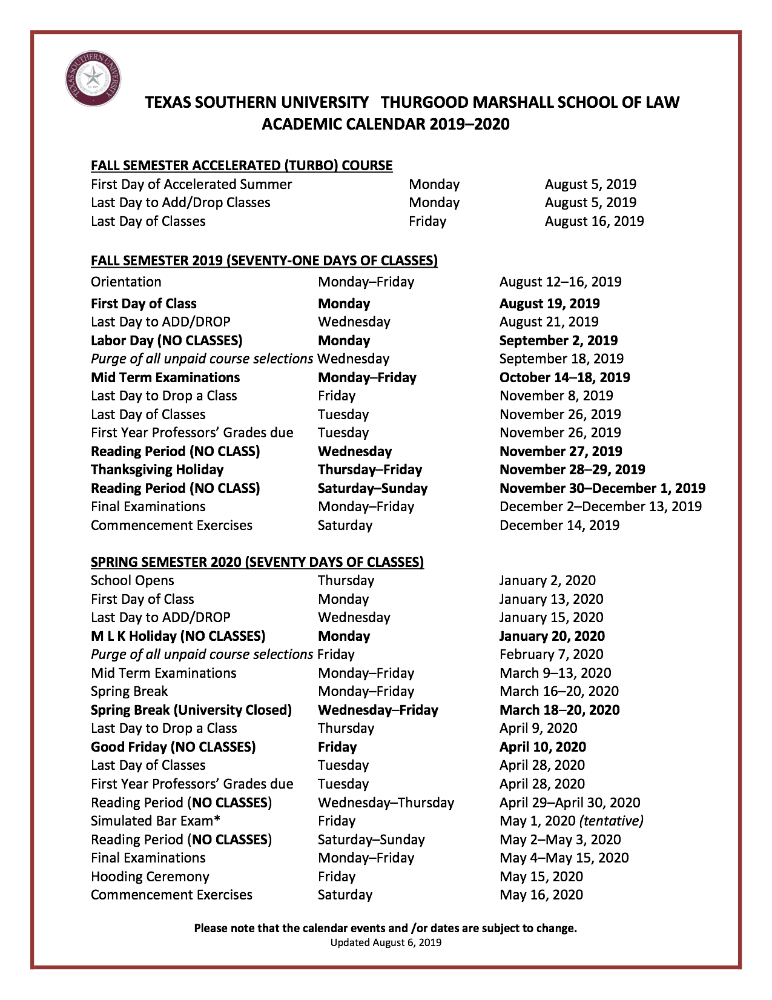 TEXAS SOUTHERN UNIVERSITY
TEXAS SOUTHERN UNIVERSITY THURGOOD MARSHALL SCHOOL OF LAW
ACADEMIC CALENDAR 2019–2020
FALL SEMESTER ACCELERATED (TURBO) COURSE
First Day of Accelerated Summer Monday August 5, 2019
Last Day to Add/Drop Classes Monday August 5, 2019
Last Day of Classes Friday August 16, 2019
FALL SEMESTER 2019 (SEVENTY-ONE DAYS OF CLASSES)
Orientation Monday–Friday August 12–16, 2019
First Day of Class Monday August 19, 2019
Last Day to ADD/DROP Wednesday August 21, 2019
Labor Day (NO CLASSES) Monday September 2, 2019
Purge of all unpaid course selections Wednesday September 18, 2019
Mid Term Examinations Monday–Friday October 14–18, 2019
Last Day to Drop a Class Friday November 8, 2019
Last Day of Classes Tuesday November 26, 2019
First Year Professors’ Grades due Tuesday November 26, 2019
Reading Period (NO CLASS) Wednesday November 27, 2019
Thanksgiving Holiday Thursday–Friday November 28–29, 2019
Reading Period (NO CLASS) Saturday–Sunday November 30–December 1, 2019
Final Examinations Monday–Friday December 2–December 13, 2019
Commencement Exercises Saturday December 14, 2019
SPRING SEMESTER 2020 (SEVENTY DAYS OF CLASSES)
School Opens Thursday January 2, 2020
First Day of Class Monday January 13, 2020
Last Day to ADD/DROP Wednesday January 15, 2020
M L K Holiday (NO CLASSES) Monday January 20, 2020
Purge of all unpaid course selections Friday February 7, 2020
Mid Term Examinations Monday–Friday March 9–13, 2020
Spring Break Monday–Friday March 16–20, 2020
Spring Break (University Closed) Wednesday–Friday March 18–20, 2020
Last Day to Drop a Class Thursday April 9, 2020
Good Friday (NO CLASSES) Friday April 10, 2020
Last Day of Classes Tuesday April 28, 2020
First Year Professors’ Grades due Tuesday April 28, 2020
Reading Period (NO CLASSES) Wednesday–Thursday April 29–April 30, 2020
Simulated Bar Exam* Friday May 1, 2020 (tentative)
Reading Period (NO CLASSES) Saturday–Sunday May 2–May 3, 2020
Final Examinations Monday–Friday May 4–May 15, 2020
Hooding Ceremony Friday May 15, 2020
Commencement Exercises Saturday May 16, 2020
Please note that the calendar events and /or dates are subject to change.
Updated August 6, 2019